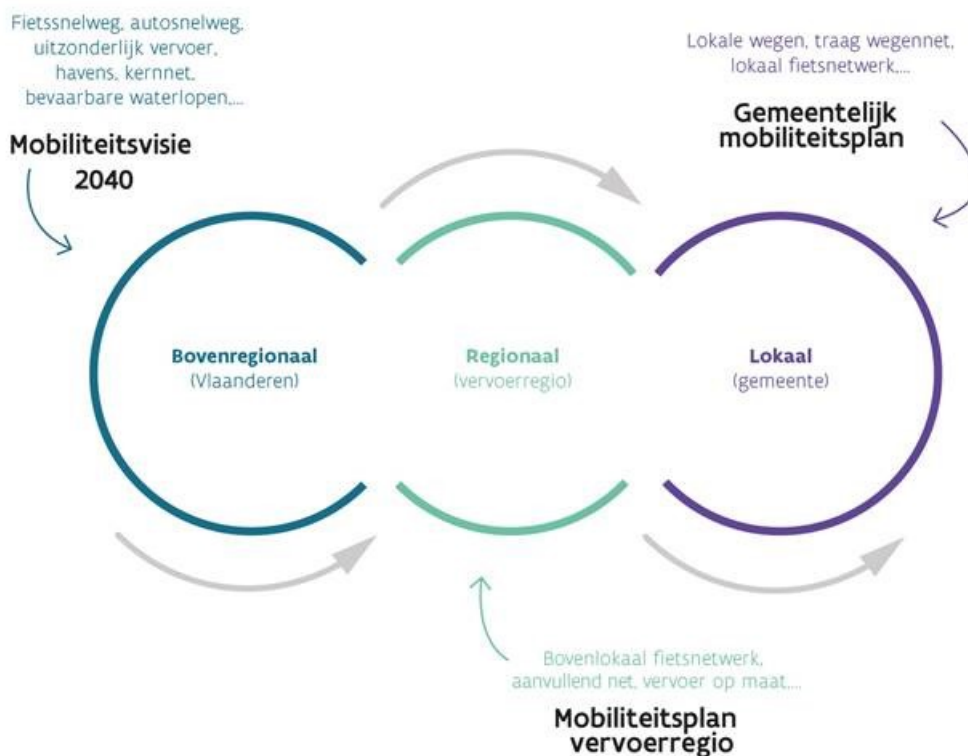 Fietssnelweg, autosnelweg,
uitzonderlijk vervoer,
havens, kernnet,
bevaarbare waterlopen,...
Mobiliteitsvisie
2040
Lokale wegen, traag wegennet,
lokaal fietsnetwerk,...
Gemeentelijk
mobiliteitsplan
Bovenregionaal
(Vlaanderen)
Regionaal
(vervoerregio)
Lokaal
(gemeente)
Bovenlokaal fietsnetwerk,
aanvullend net, vervoer op maat,...
Mobiliteitsplan
vervoerregio